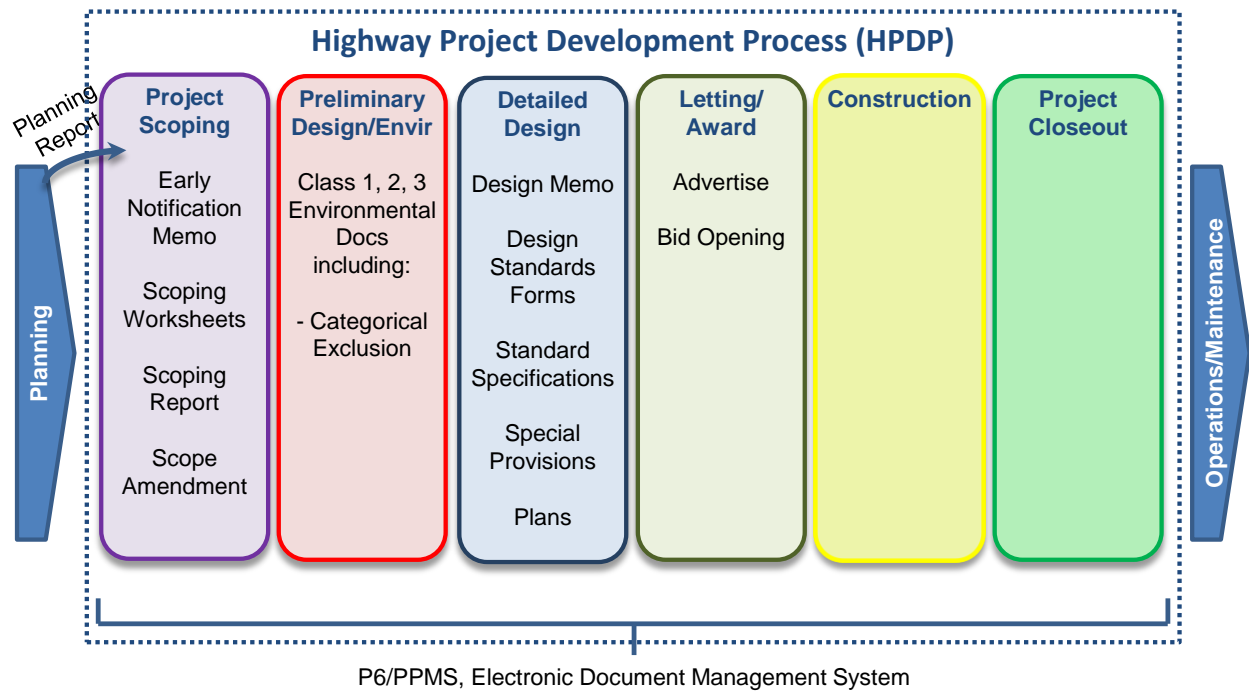 Highway Project Development Process (HPDP)
Planning
Report
Planning
Project
Scoping
Early
Notification
Memo
Scoping
Worksheets
Scoping
Report
Scope
Amendment
Preliminary
Design/Envir
Class 1, 2, 3
Environmental
Docs
including:
- Categorical
Exclusion
Detailed
Design
Design Memo
Design
Standards
Forms
Standard
Specifications
Special
Provisions
Plans
Letting/
Award
Advertise
Bid Opening
Construction
Project
Closeout
Operations/Maintenance
P6/PPMS, Electronic Document Management System